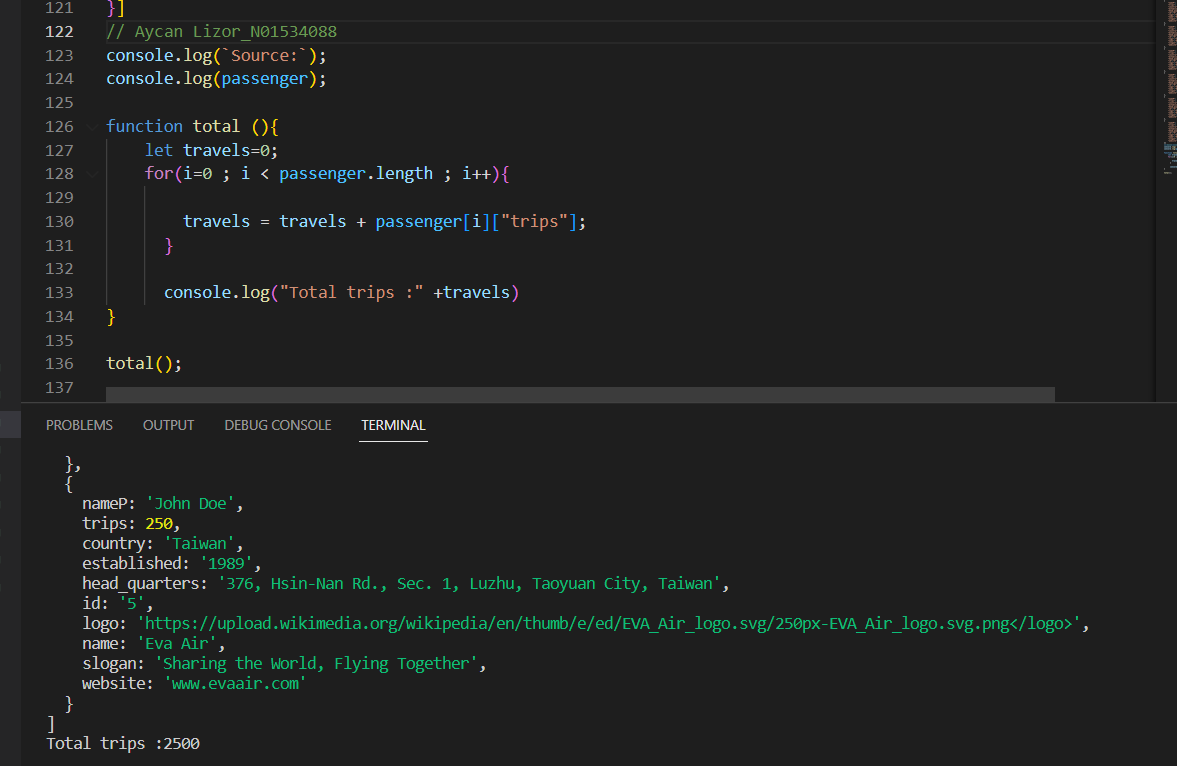 121 }]
122 // Aycan Lizor_N01534088
123 console.log(`Source:`);
124 console.log(passenger);
125
126 function total (){
127 let travels=0;
128 for(i=0 ; i < passenger.length ; i++){
129
130 travels = travels + passenger[i]["trips"];
131 }
132
133 console.log("Total trips :" +travels)
134 }
135
136 total();
137
PROBLEMS OUTPUT DEBUG CONSOLE TERMINAL
},
{
nameP: 'John Doe',
trips: 250,
country: 'Taiwan',
established: '1989',
head_quarters: '376, Hsin-Nan Rd., Sec. 1, Luzhu, Taoyuan City, Taiwan',
id: '5',
logo: 'https://upload.wikimedia.org/wikipedia/en/thumb/e/ed/EVA_Air_logo.svg/250px-EVA_Air_logo.svg.png</logo>',
name: 'Eva Air',
slogan: 'Sharing the World, Flying Together',
website: 'www.evaair.com'
}
]
Total trips :2500